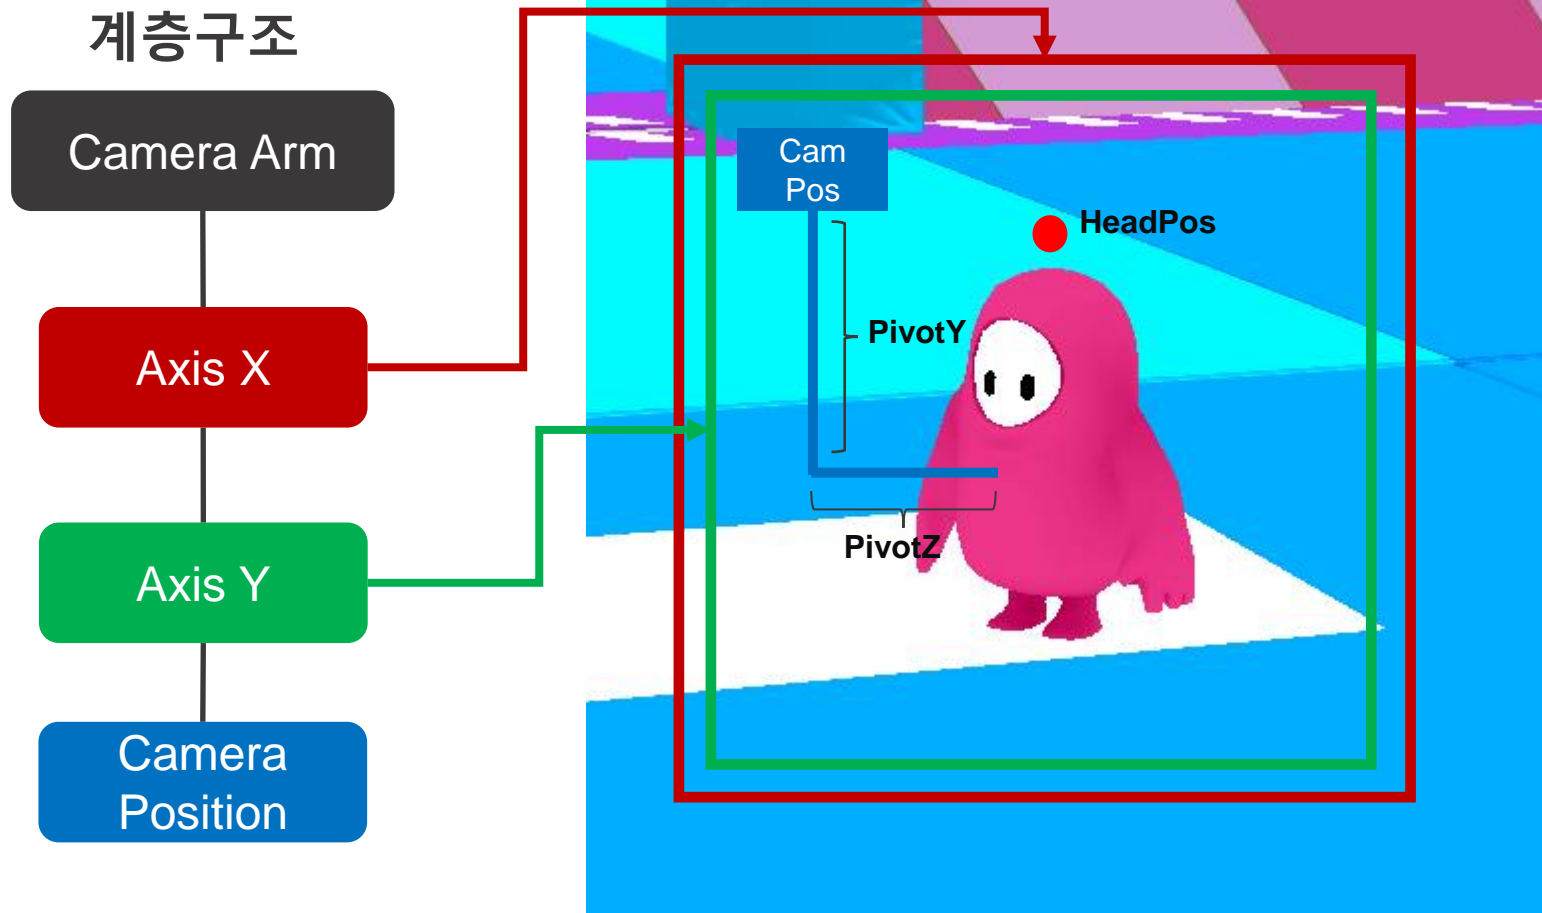 계층구조
Camera Arm
Axis X
Axis Y
Camera
Position
Cam
Pos
HeadPos
PivotY
PivotZ